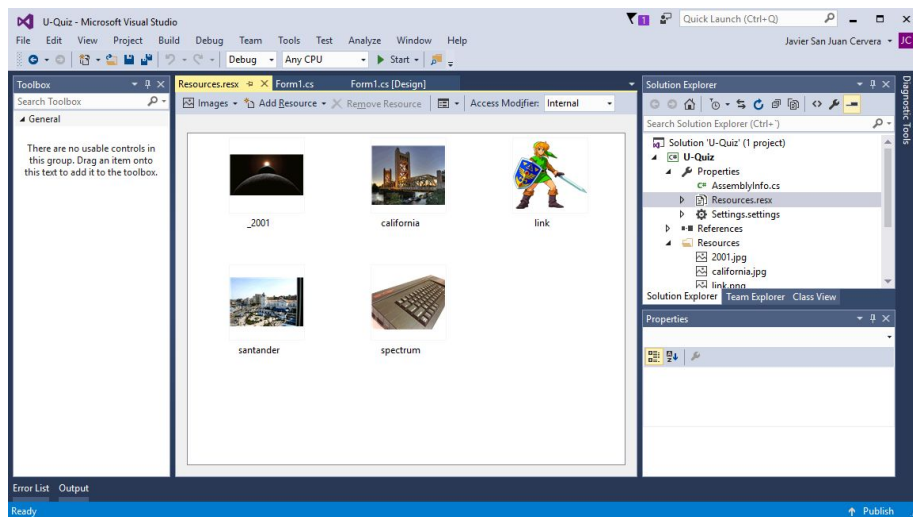 U-Quiz - Microsoft Visual Studio
1
Quick Launch (Ctrl+Q)
File Edit View Project Build Debug Team Tools Test Analyze Window Help
Javier San Juan Cervera JC
Debug Any CPU Start
Toolbox
Search Toolbox
General
There are no usable controls in
this group. Drag an item onto
this text to add it to the toolbox.
Resources.resx Form1.cs Form1.cs [Design]
Images Add Resource Remove Resource Access Modifier: Internal
_2001 california link
santander spectrum
Solution Explorer
Search Solution Explorer (Ctrl+`)
Solution 'U-Quiz' (1 project)
C# U-Quiz
Properties
C# AssemblyInfo.cs
Resources.resx
Settings.settings
References
Resources
2001.jpg
california.jpg
link.png
Solution Explorer Team Explorer Class View
Properties
Diagnostic Tools
Error List Output
Ready Publish